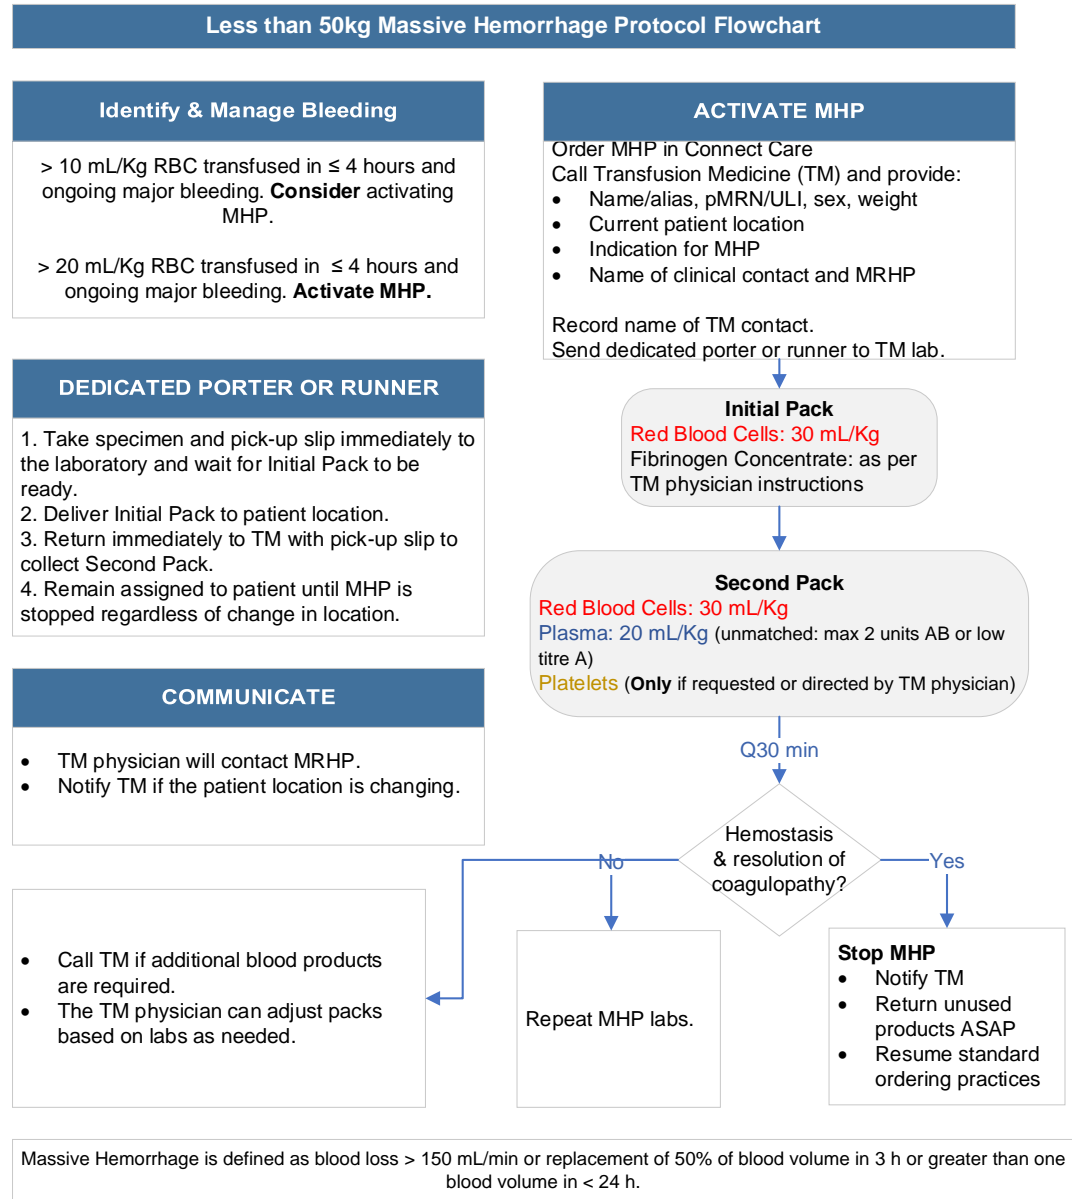 Less than 50kg Massive Hemorrhage Protocol Flowchart
Identify & Manage Bleeding
> 10 mL/Kg RBC transfused in ≤ 4 hours and
ongoing major bleeding. Consider activating
MHP.
> 20 mL/Kg RBC transfused in ≤ 4 hours and
ongoing major bleeding. Activate MHP.
DEDICATED PORTER OR RUNNER
1. Take specimen and pick-up slip immediately to
the laboratory and wait for Initial Pack to be
ready.
2. Deliver Initial Pack to patient location.
3. Return immediately to TM with pick-up slip to
collect Second Pack.
4. Remain assigned to patient until MHP is
stopped regardless of change in location.
COMMUNICATE
• TM physician will contact MRHP.
• Notify TM if the patient location is changing.
ACTIVATE MHP
Order MHP in Connect Care
Call Transfusion Medicine (TM) and provide:
• Name/alias, pMRN/ULI, sex, weight
• Current patient location
• Indication for MHP
• Name of clinical contact and MRHP
Record name of TM contact.
Send dedicated porter or runner to TM lab.
Initial Pack
Red Blood Cells: 30 mL/Kg
Fibrinogen Concentrate: as per
TM physician instructions
Second Pack
Red Blood Cells: 30 mL/Kg
Plasma: 20 mL/Kg (unmatched: max 2 units AB or low
titre A)
Platelets (Only if requested or directed by TM physician)
Q30 min
Hemostasis
& resolution of
coagulopathy?
No
Yes
• Call TM if additional blood products
are required.
• The TM physician can adjust packs
based on labs as needed.
Repeat MHP labs.
Stop MHP
• Notify TM
• Return unused
products ASAP
• Resume standard
ordering practices
Massive Hemorrhage is defined as blood loss > 150 mL/min or replacement of 50% of blood volume in 3 h or greater than one
blood volume in < 24 h.